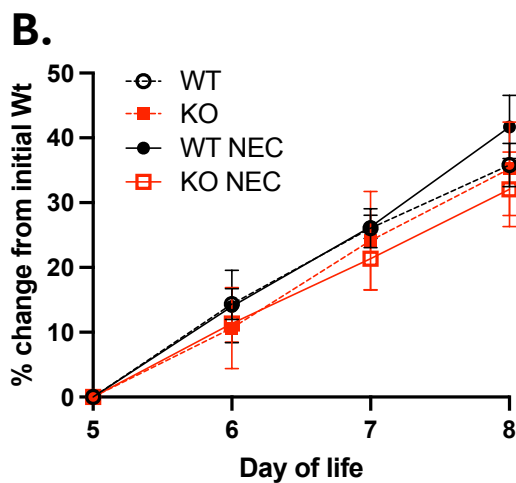 B.
% change from initial Wt
50
40
30
20
10
0
WT
KO
WT NEC
KO NEC
5 6 7 8
Day of life